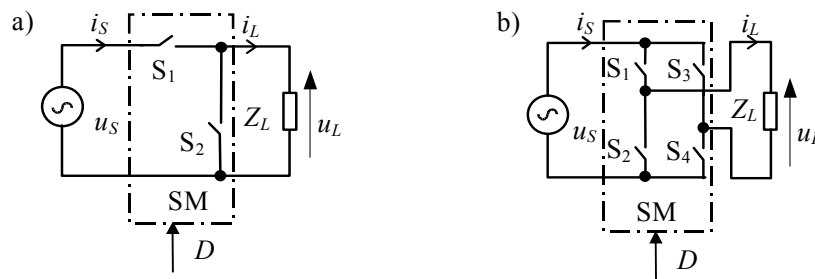 a)
i_S
i_L
S_1
u_S
S_2
Z_L
u_L
SM
D
b)
i_S
i_L
S_1
S_3
u_S
Z_L
u_L
S_2
S_4
SM
D